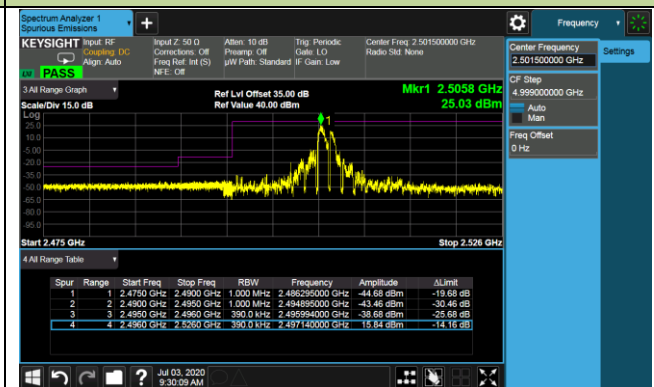 Spectrum Analyzer 1
Spurious Emissions
Frequency
KEYSIGHT Input: RF
Coupling: DC
Align: Auto
Input Z: 50 Ω
Corrections: Off
Freq Ref: Int (S)
NFE: Off
Atten: 10 dB
Preamp: Off
µW Path: Standard
Trig: Periodic
Gate: LO
IF Gain: Low
Center Freq: 2.501500000 GHz
Radio Std: None
PASS
Center Frequency
2.501500000 GHz
Settings
CF Step
4.999000000 GHz
Auto
Man
Freq Offset
0 Hz
3 All Range Graph
Scale/Div 15.0 dB
Ref Lvl Offset 35.00 dB
Ref Value 40.00 dBm
Mkr1 2.5058 GHz
25.03 dBm
Log
25.0
10.0
-5.00
-20.0
-35.0
-50.0
-65.0
-80.0
-95.0
1
Start 2.475 GHz
Stop 2.526 GHz
4 All Range Table
Spur Range Start Freq Stop Freq RBW Frequency Amplitude ΔLimit
1 1 2.4750 GHz 2.4900 GHz 1.000 MHz 2.486295000 GHz -44.68 dBm -19.68 dB
2 2 2.4900 GHz 2.4950 GHz 1.000 MHz 2.494895000 GHz -43.46 dBm -30.46 dB
3 3 2.4950 GHz 2.4960 GHz 390.0 kHz 2.495994000 GHz -38.68 dBm -25.68 dB
4 4 2.4960 GHz 2.5260 GHz 390.0 kHz 2.497140000 GHz 15.84 dBm -14.16 dB
Jul 03, 2020
9:30:09 AM